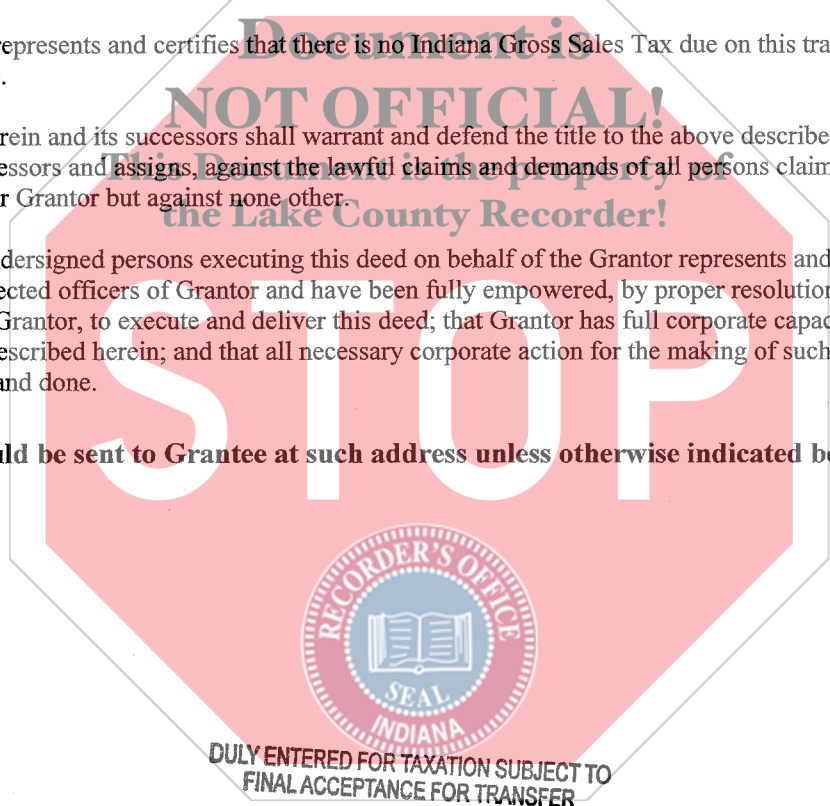 Document is
epresents and certifies that there is no Indiana Gross Sales Tax due on this tra
.
NOT OFFICIAL!
rein and its successors shall warrant and defend the title to the above describe
essors and assigns, against the lawful claims and demands of all persons claim
This Document is the property of
r Grantor but against none other.
the Lake County Recorder!
dersigned persons executing this deed on behalf of the Grantor represents and
ected officers of Grantor and have been fully empowered, by proper resolution
Grantor, to execute and deliver this deed; that Grantor has full corporate capac
escribed herein; and that all necessary corporate action for the making of such
and done.
STOP
ld be sent to Grantee at such address unless otherwise indicated be
RECORDER'S OFFICE
SEAL
INDIANA
DULY ENTERED FOR TAXATION SUBJECT TO
FINAL ACCEPTANCE FOR TRANSFER